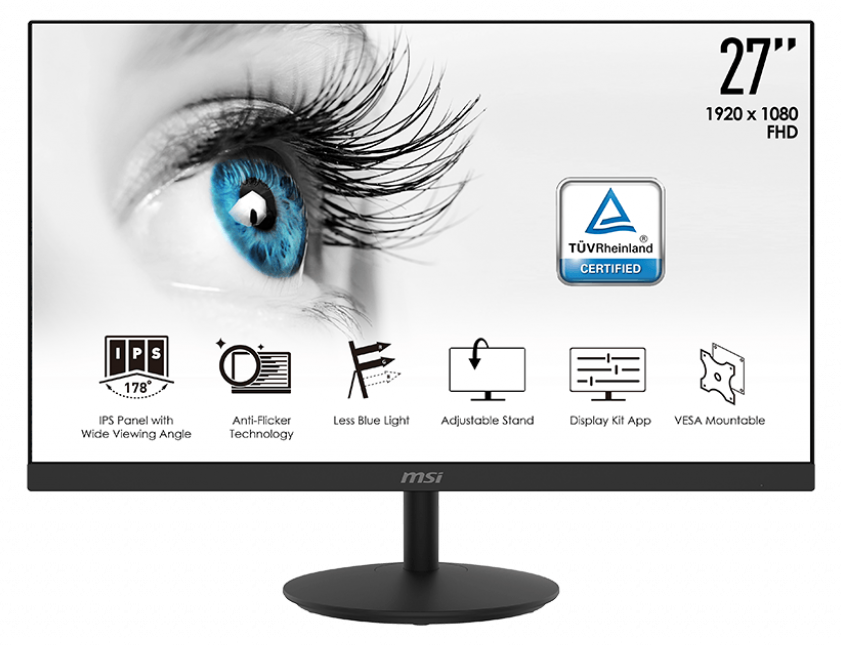 27”
1920 x 1080
FHD
TÜVRheinland®
CERTIFIED
IPS
178°
IPS Panel with
Wide Viewing Angle
Anti-Flicker
Technology
Less Blue Light
Adjustable Stand
Display Kit App
VESA Mountable
msi